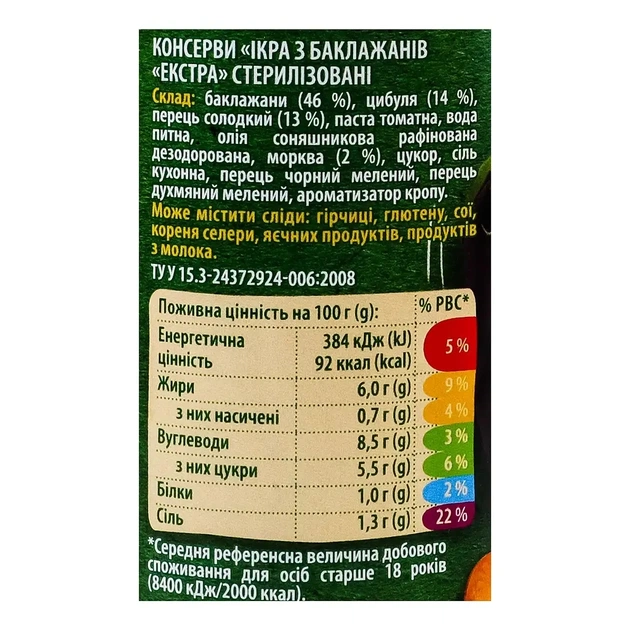 КОНСЕРВИ «ІКРА З БАКЛАЖАНІВ
«ЕКСТРА» СТЕРИЛІЗОВАНІ
Склад: баклажани (46 %), цибуля (14 %),
перець солодкий (13 %), паста томатна, вода
питна, олія соняшникова рафінована
дезодорована, морква (2 %), цукор, сіль
кухонна, перець чорний мелений, перець
духмяний мелений, ароматизатор кропу.
Може містити сліди: гірчиці, глютену, сої,
кореня селери, яєчних продуктів, продуктів
з молока.
ТУ У 15.3-24372924-006:2008
Поживна цінність на 100 г (g): % РВС*
Енергетична 384 кДж (kJ)
цінність 92 ккал (kcal) 5 %
Жири 6,0 г (g) 9 %
з них насичені 0,7 г (g) 4 %
Вуглеводи 8,5 г (g) 3 %
з них цукри 5,5 г (g) 6 %
Білки 1,0 г (g) 2 %
Сіль 1,3 г (g) 22 %
*Середня референсна величина добового
споживання для осіб старше 18 років
(8400 кДж/2000 ккал).